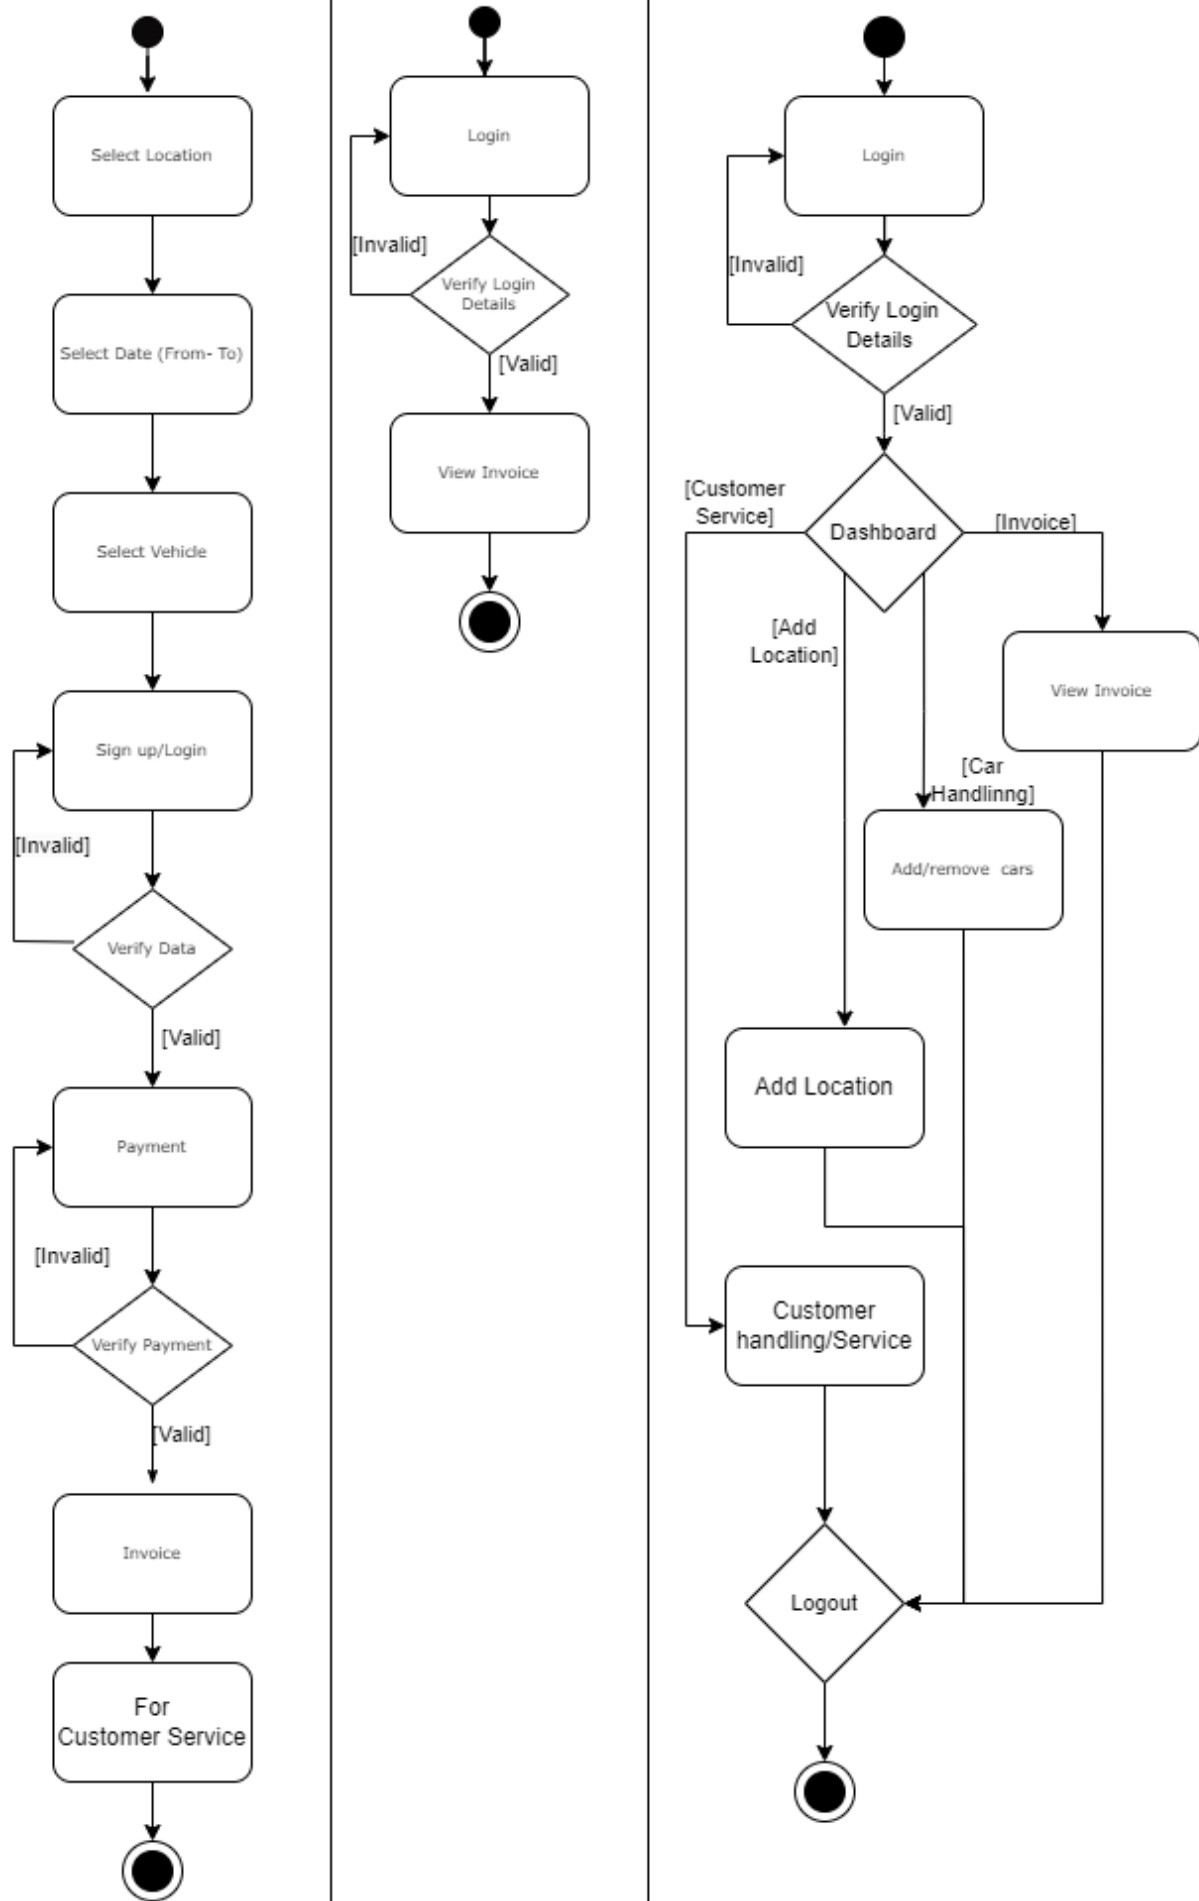 Select Location
Select Date (From- To)
Select Vehicle
Sign up/Login
[Invalid]
Verify Data
[Valid]
Payment
[Invalid]
Verify Payment
[Valid]
Invoice
For
Customer Service
Login
[Invalid]
Verify Login
Details
[Valid]
View Invoice
Login
[Invalid]
Verify Login
Details
[Valid]
[Customer
Service]
Dashboard
[Invoice]
[Add
Location]
View Invoice
[Car
Handlinng]
Add/remove cars
Add Location
Customer
handling/Service
Logout